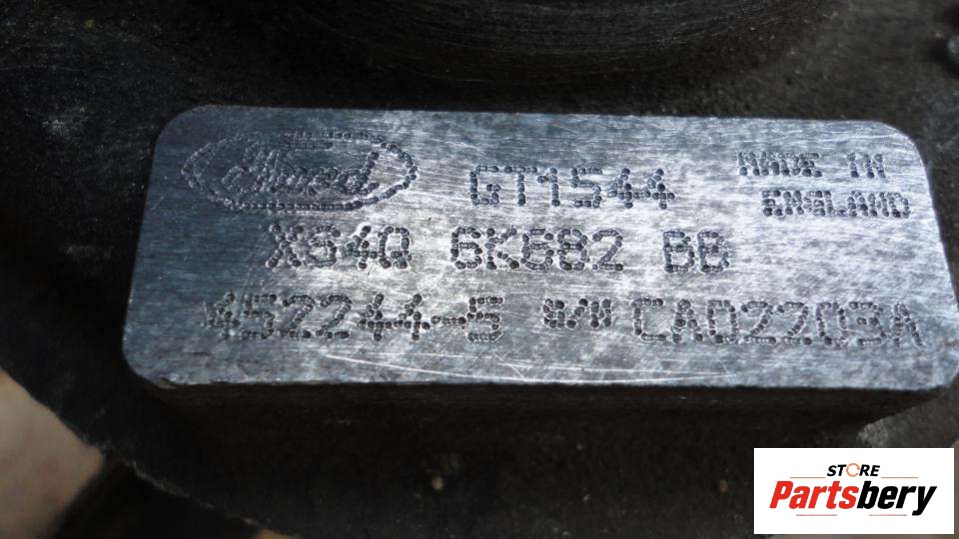 Ford GT1544 MADE IN
ENGLAND
XS4Q 6K682 BB
452244-5 S/N CA02203A
STORE
Partsbery